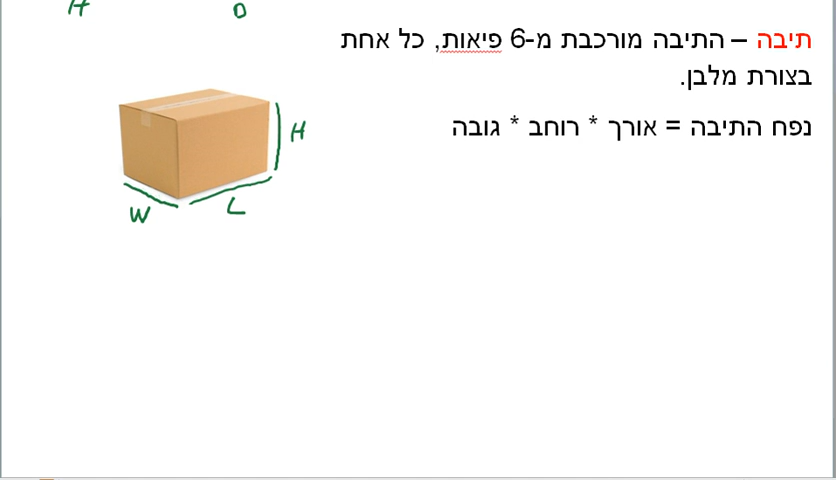 A D
תיבה – התיבה מורכבת מ-6 פיאות, כל אחת
בצורת מלבן.
נפח התיבה = אורך * רוחב * גובה
H
W L